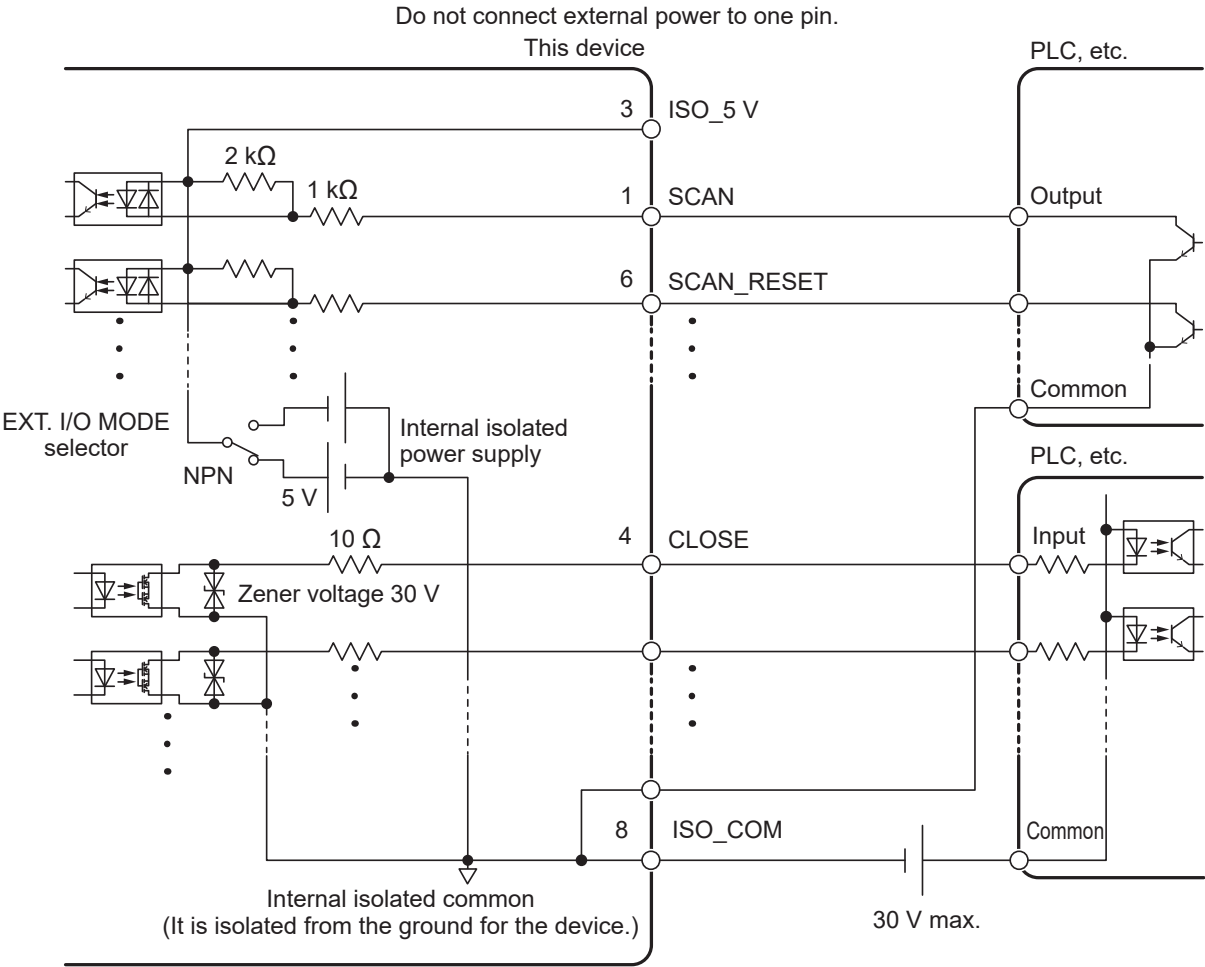 Do not connect external power to one pin.
This device
PLC, etc.
3 ISO_5 V
2 kΩ
1 kΩ
1 SCAN
Output
6 SCAN_RESET
Common
EXT. I/O MODE
selector
NPN
Internal isolated
power supply
5 V
PLC, etc.
10 Ω
4 CLOSE
Input
Zener voltage 30 V
8 ISO_COM
Common
Internal isolated common
(It is isolated from the ground for the device.)
30 V max.